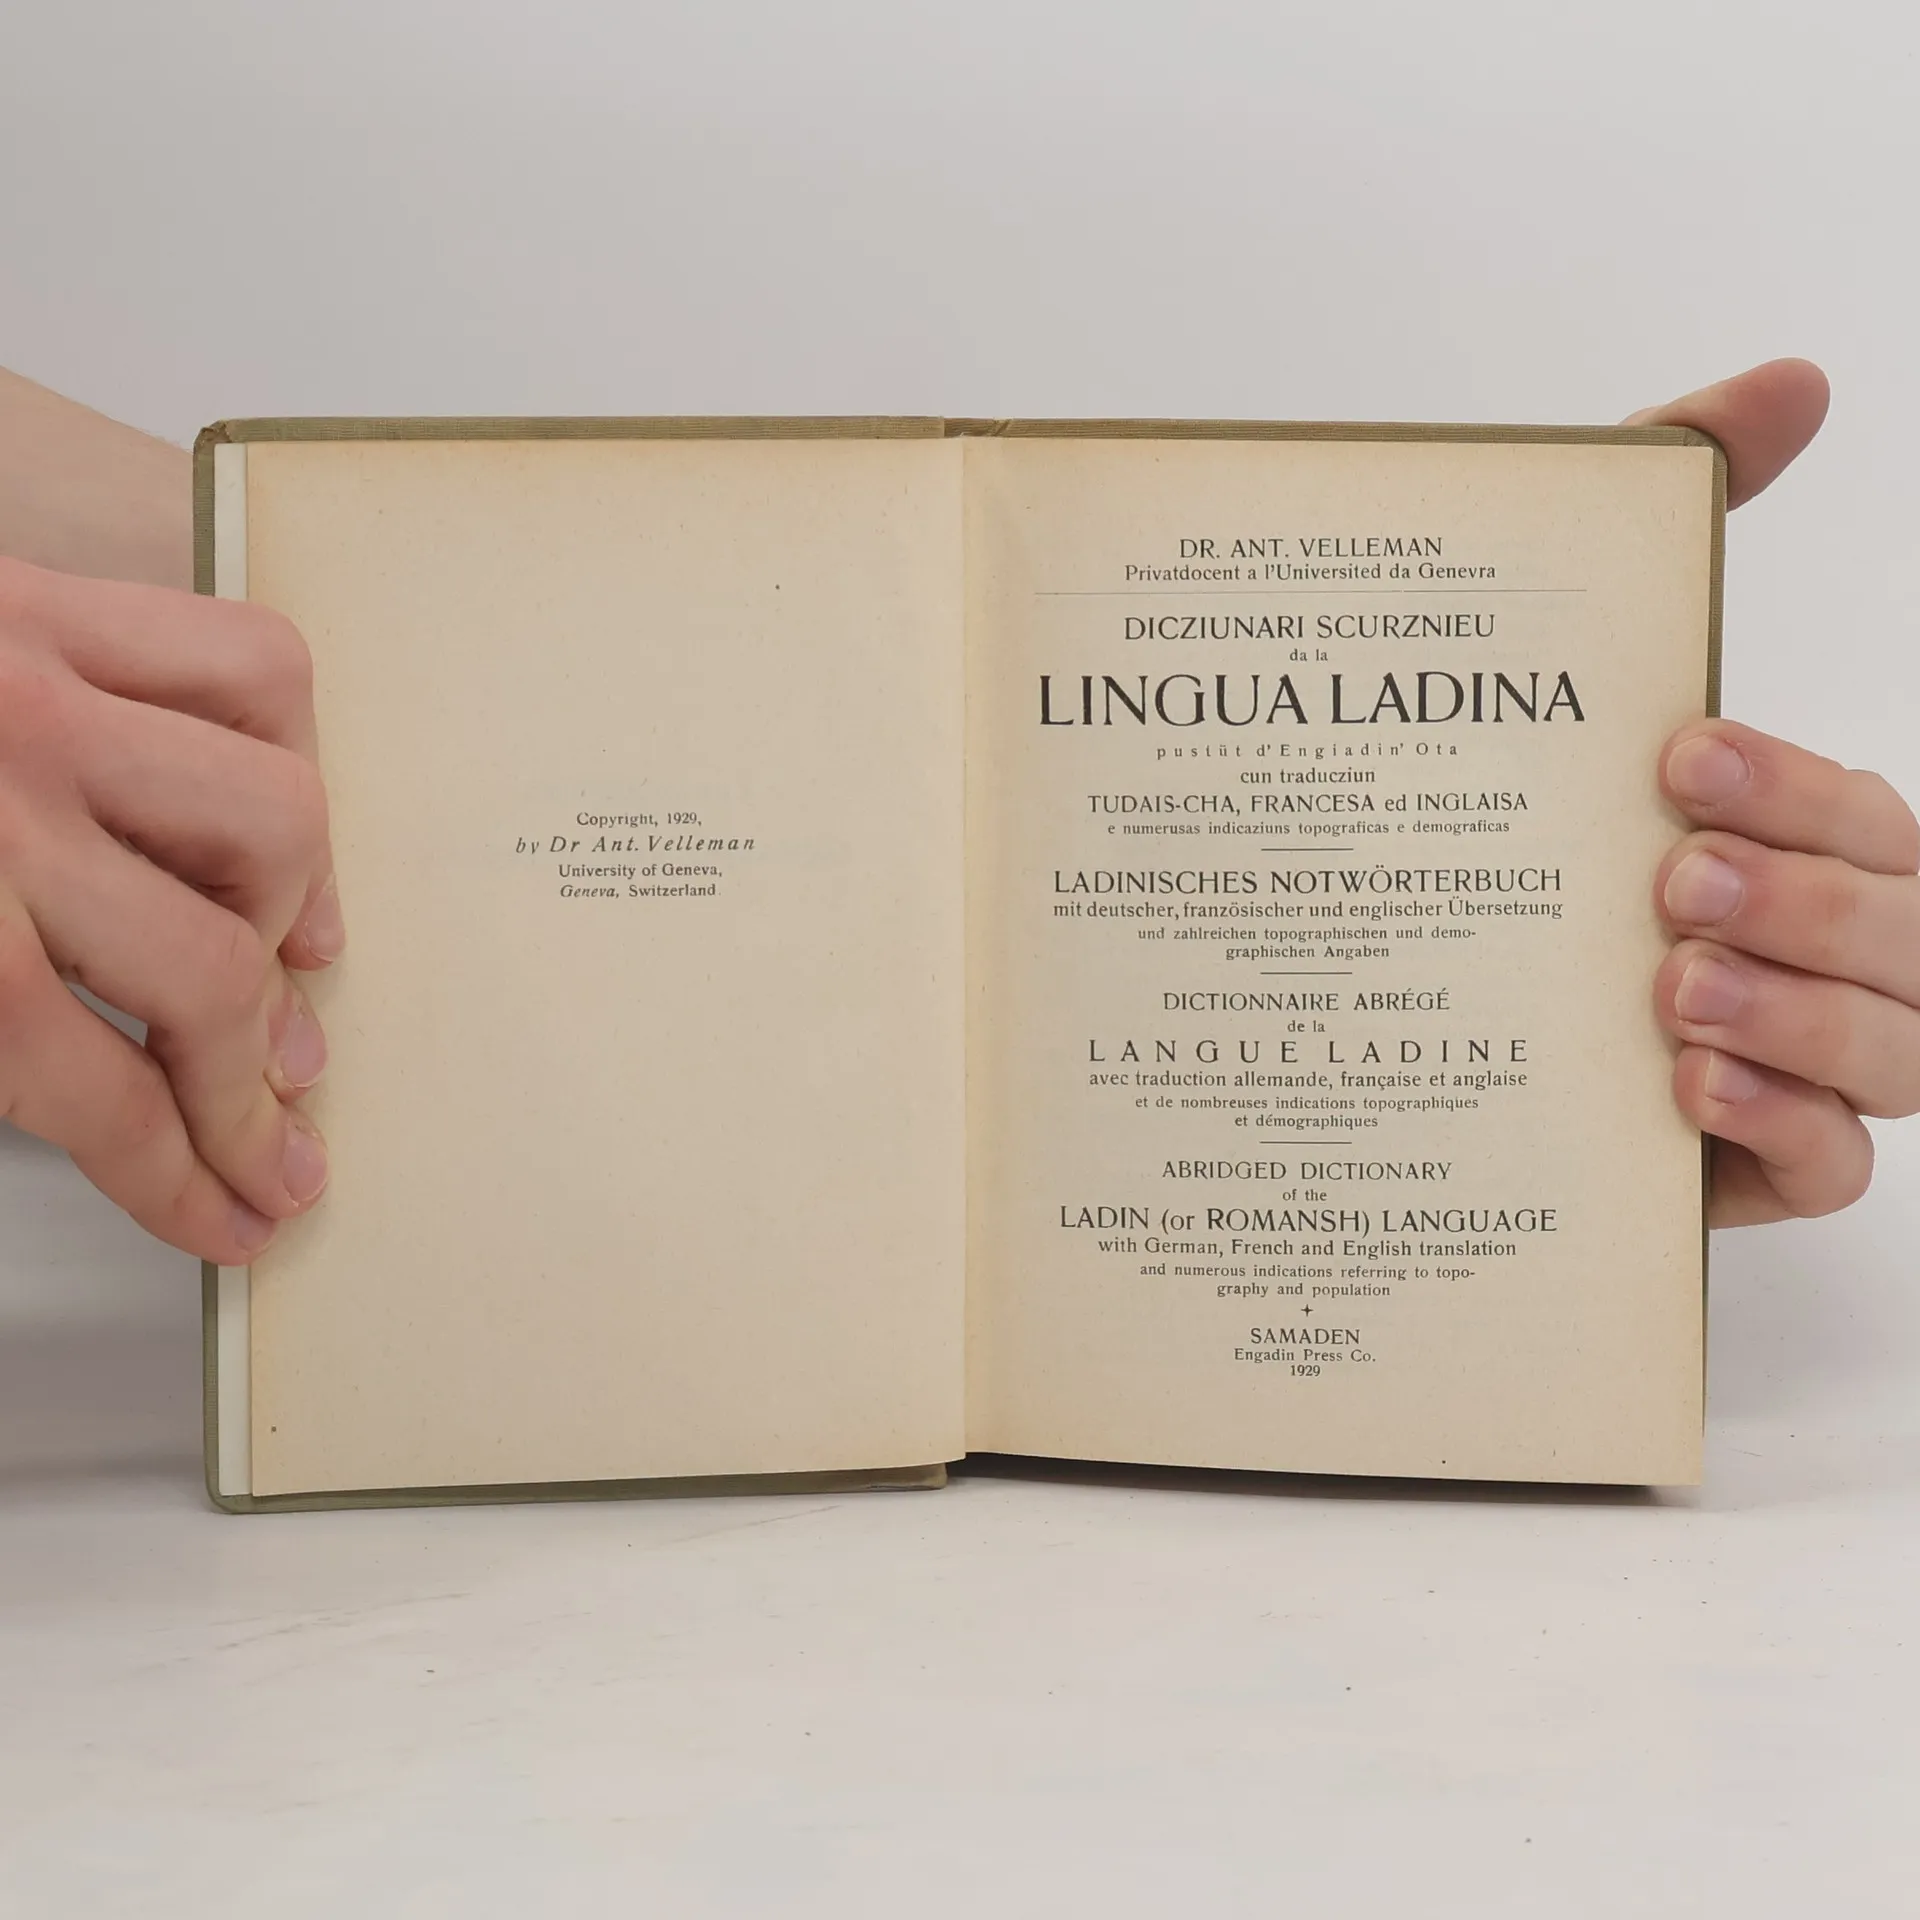 Copyright, 1929,
by Dr Ant. Velleman
University of Geneva,
Geneva, Switzerland.
DR. ANT. VELLEMAN
Privatdocent a l'Universited da Genevra
DICZIUNARI SCURZNIEU
da la
LINGUA LADINA
pustüt d'Engiadin' Ota
cun traducziun
TUDAIS-CHA, FRANCESA ed INGLAISA
e numerusas indicaziuns topograficas e demograficas
LADINISCHES NOTWÖRTERBUCH
mit deutscher, französischer und englischer Übersetzung
und zahlreichen topographischen und demo-
graphischen Angaben
DICTIONNAIRE ABRÉGÉ
de la
LANGUE LADINE
avec traduction allemande, française et anglaise
et de nombreuses indications topographiques
et démographiques
ABRIDGED DICTIONARY
of the
LADIN (or ROMANSH) LANGUAGE
with German, French and English translation
and numerous indications referring to topo-
graphy and population
SAMADEN
Engadin Press Co.
1929